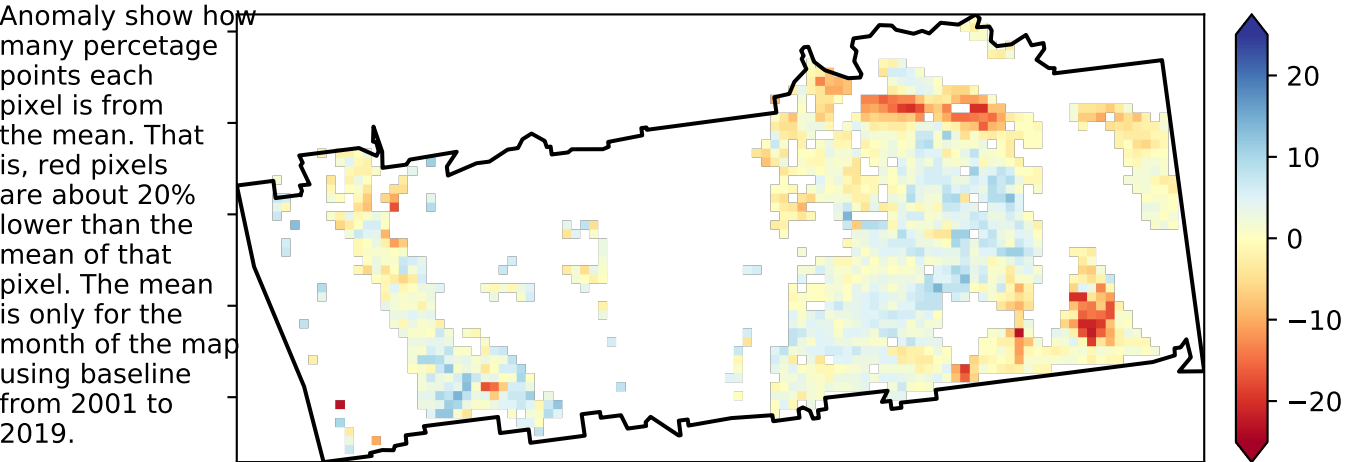 Anomaly show how
many percetage
points each
pixel is from
the mean. That
is, red pixels
are about 20%
lower than the
mean of that
pixel. The mean
is only for the
month of the map
using baseline
from 2001 to
2019.
20
10
0
−10
−20